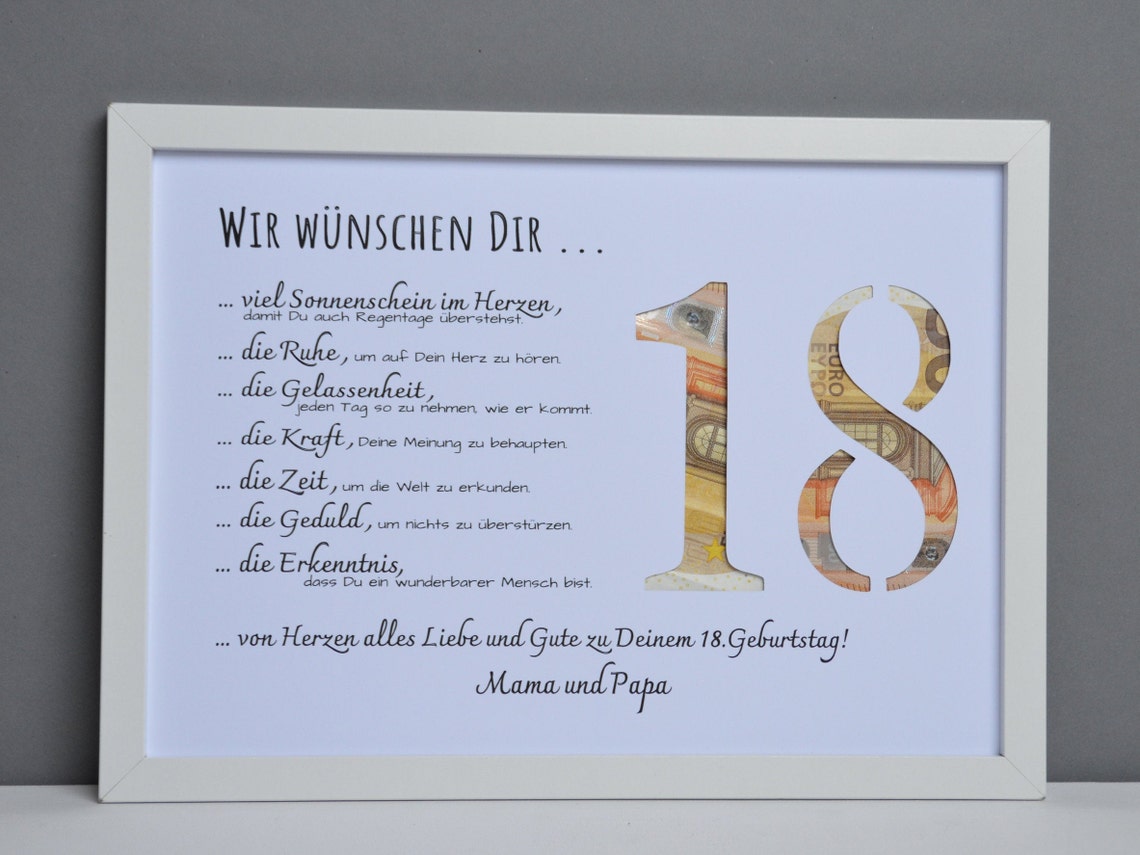 WIR WÜNSCHEN DIR ...
... viel Sonnenschein im Herzen,
damit Du auch Regentage überstehst.
... die Ruhe, um auf Dein Herz zu hören.
... die Gelassenheit,
jeden Tag so zu nehmen, wie er kommt.
... die Kraft, Deine Meinung zu behaupten.
... die Zeit, um die Welt zu erkunden.
... die Geduld, um nichts zu überstürzen.
... die Erkenntnis,
dass Du ein wunderbarer Mensch bist.
18
EURO
... von Herzen alles Liebe und Gute zu Deinem 18.Geburtstag!
Mama und Papa